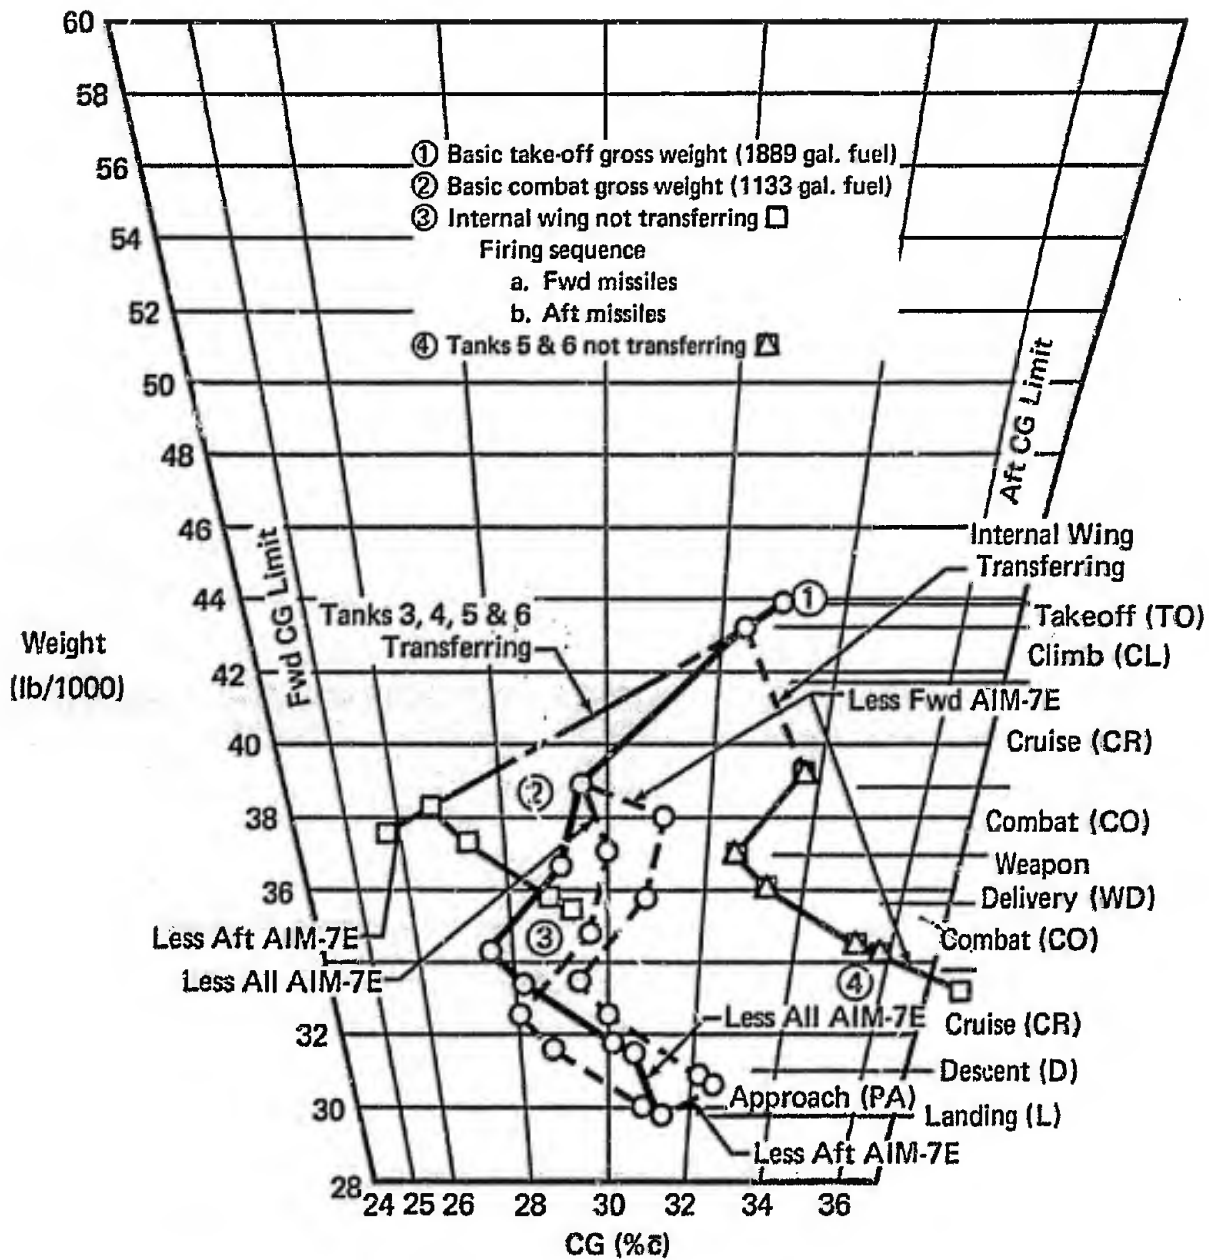 60
58
56
54
52
50
48
46
44
42
40
38
36
32
30
28
Weight
(lb/1000)
① Basic take-off gross weight (1889 gal. fuel)
② Basic combat gross weight (1133 gal. fuel)
③ Internal wing not transferring
Firing sequence
a. Fwd missiles
b. Aft missiles
④ Tanks 5 & 6 not transferring
Fwd CG Limit
Aft CG Limit
Internal Wing
Transferring
①
Tanks 3, 4, 5 & 6
Transferring
Takeoff (TO)
Climb (CL)
Less Fwd AIM-7E
Cruise (CR)
②
Combat (CO)
Weapon
Delivery (WD)
Less Aft AIM-7E
③
Combat (CO)
Less All AIM-7E
④
Less All AIM-7E
Cruise (CR)
Descent (D)
Approach (PA)
Landing (L)
Less Aft AIM-7E
24 25 26 28 30 32 34 36
CG (%c̄)